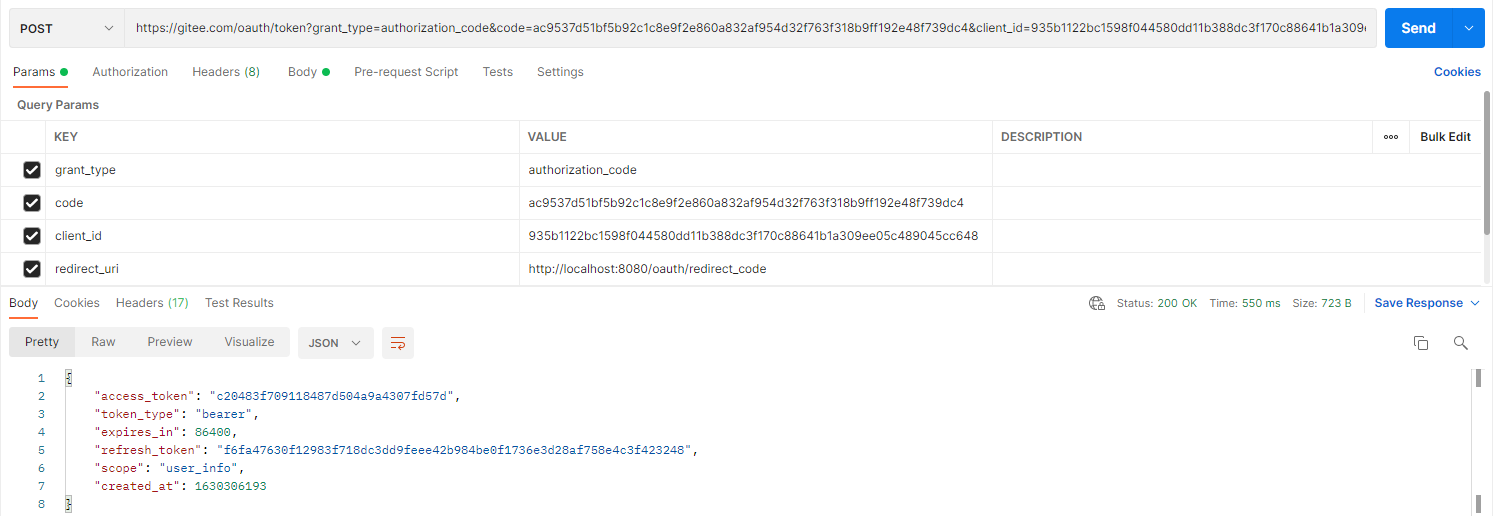 POST https://gitee.com/oauth/token?grant_type=authorization_code&code=ac9537d51bf5b92c1c8e9f2e860a832af954d32f763f318b9ff192e48f739dc4&client_id=935b1122bc1598f044580dd11b388dc3f170c88641b1a309e Send
Params Authorization Headers (8) Body Pre-request Script Tests Settings Cookies
Query Params
KEY VALUE DESCRIPTION ooo Bulk Edit
grant_type authorization_code
code ac9537d51bf5b92c1c8e9f2e860a832af954d32f763f318b9ff192e48f739dc4
client_id 935b1122bc1598f044580dd11b388dc3f170c88641b1a309ee05c489045cc648
redirect_uri http://localhost:8080/oauth/redirect_code
Body Cookies Headers (17) Test Results Status: 200 OK Time: 550 ms Size: 723 B Save Response
Pretty Raw Preview Visualize JSON
1 {
2 "access_token": "c20483f709118487d504a9a4307fd57d",
3 "token_type": "bearer",
4 "expires_in": 86400,
5 "refresh_token": "f6fa47630f12983f718dc3dd9feee42b984be0f1736e3d28af758e4c3f423248",
6 "scope": "user_info",
7 "created_at": 1630306193
8 }